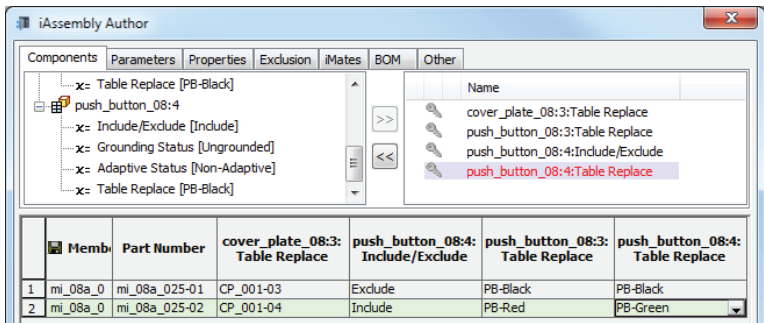 iAssembly Author
Components Parameters Properties Exclusion iMates BOM Other
x= Table Replace [PB-Black]
push_button_08:4
x= Include/Exclude [Include]
x= Grounding Status [Ungrounded]
x= Adaptive Status [Non-Adaptive]
x= Table Replace [PB-Black]
>>
<<
Name
cover_plate_08:3:Table Replace
push_button_08:3:Table Replace
push_button_08:4:Include/Exclude
push_button_08:4:Table Replace
Membe Part Number cover_plate_08:3: push_button_08:4: push_button_08:3: push_button_08:4:
Table Replace Include/Exclude Table Replace Table Replace
1 mi_08a_0 mi_08a_025-01 CP_001-03 Exclude PB-Black PB-Black
2 mi_08a_0 mi_08a_025-02 CP_001-04 Include PB-Red PB-Green